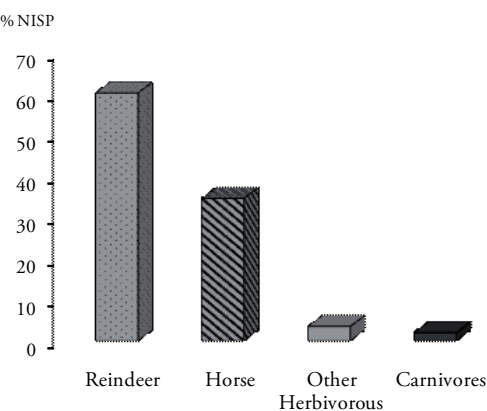 % NISP
70
60
50
40
30
20
10
0
Reindeer
Horse
Other
Herbivorous
Carnivores